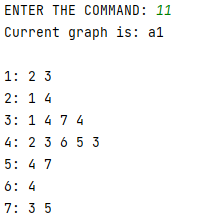 ENTER THE COMMAND: 11
Current graph is: a1
1: 2 3
2: 1 4
3: 1 4 7 4
4: 2 3 6 5 3
5: 4 7
6: 4
7: 3 5